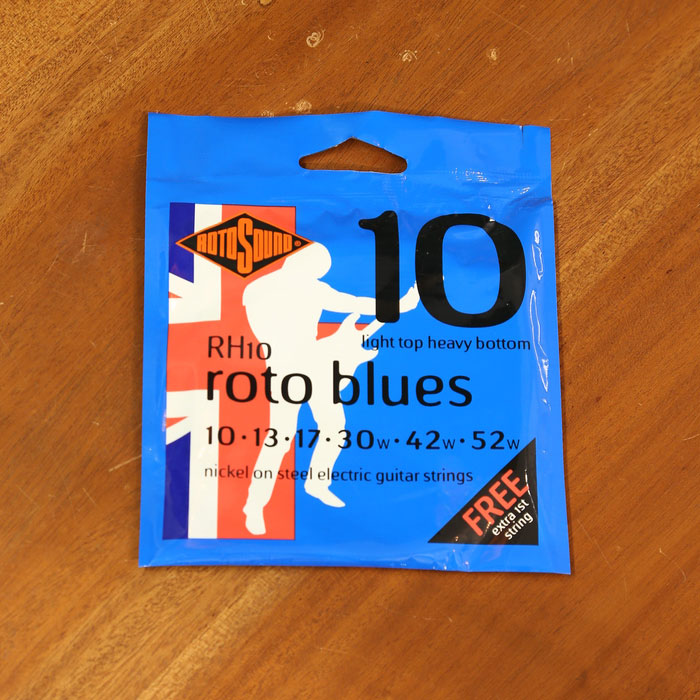 ROTOSOUND®
10
light top heavy bottom
RH10
roto blues
10·13·17·30w·42w·52w
nickel on steel electric guitar strings
FREE
extra 1st
string